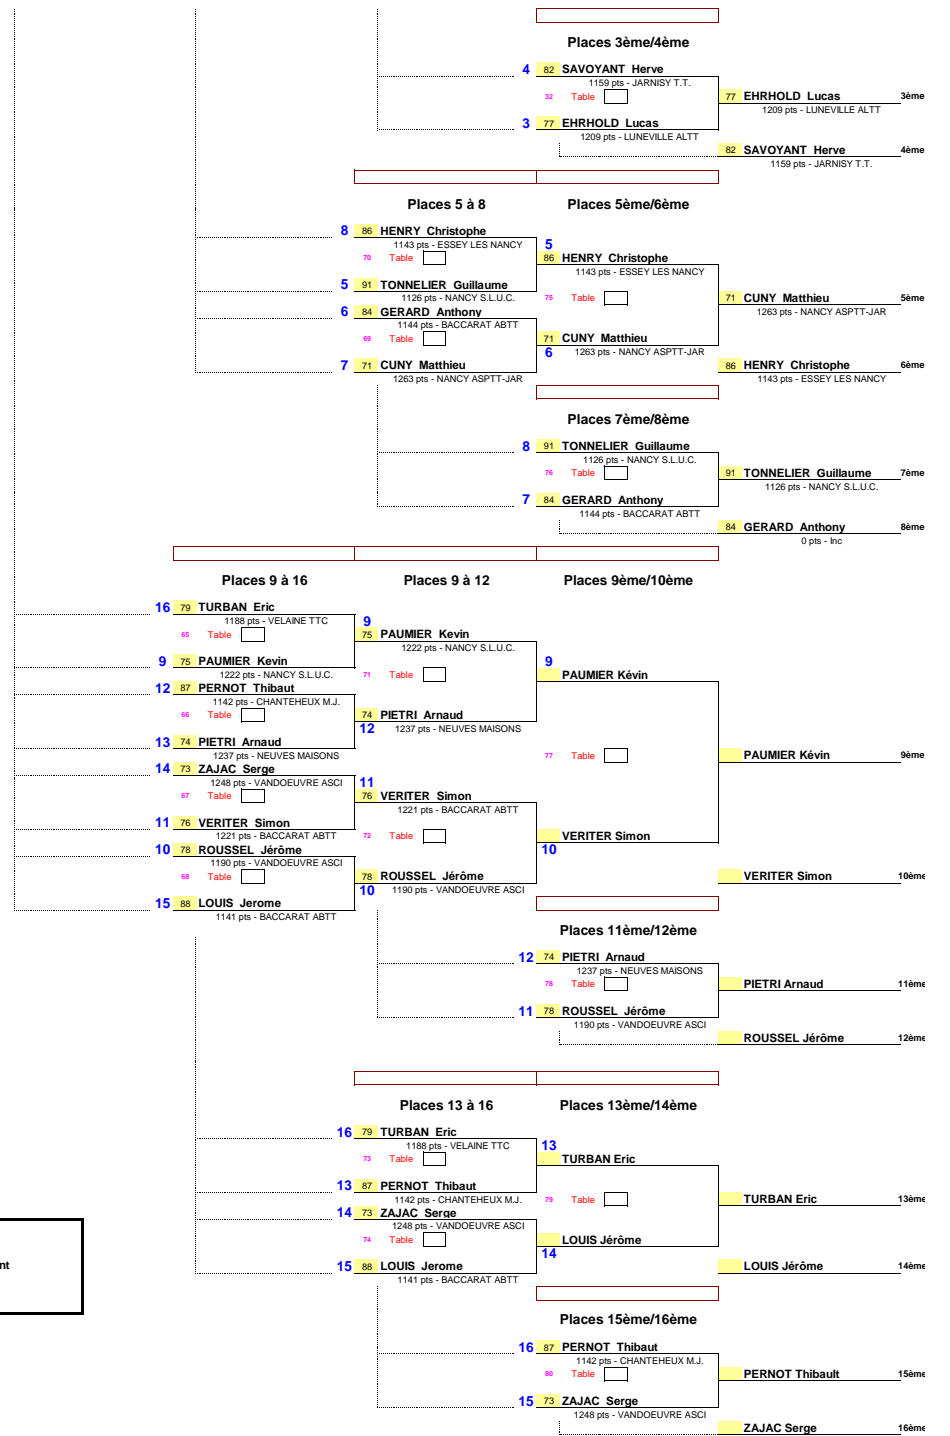 Places 3ème/4ème
4 82 SAVOYANT Herve
1159 pts - JARNISY T.T.
32 Table
77 EHRHOLD Lucas 3ème
1209 pts - LUNEVILLE ALTT
3 77 EHRHOLD Lucas
1209 pts - LUNEVILLE ALTT
82 SAVOYANT Herve 4ème
1159 pts - JARNISY T.T.
Places 5 à 8 Places 5ème/6ème
8 86 HENRY Christophe
1143 pts - ESSEY LES NANCY
5
70 Table
86 HENRY Christophe
1143 pts - ESSEY LES NANCY
5 91 TONNELIER Guillaume
1126 pts - NANCY S.L.U.C.
75 Table
71 CUNY Matthieu 5ème
1263 pts - NANCY ASPTT-JAR
6 84 GERARD Anthony
1144 pts - BACCARAT ABTT
69 Table
71 CUNY Matthieu
6 1263 pts - NANCY ASPTT-JAR
7 71 CUNY Matthieu
1263 pts - NANCY ASPTT-JAR
86 HENRY Christophe 6ème
1143 pts - ESSEY LES NANCY
Places 7ème/8ème
8 91 TONNELIER Guillaume
1126 pts - NANCY S.L.U.C.
76 Table
91 TONNELIER Guillaume 7ème
1126 pts - NANCY S.L.U.C.
7 84 GERARD Anthony
1144 pts - BACCARAT ABTT
84 GERARD Anthony 8ème
0 pts - Inc
Places 9 à 16 Places 9 à 12 Places 9ème/10ème
16 79 TURBAN Eric
1188 pts - VELAINE TTC
9
65 Table
75 PAUMIER Kevin
1222 pts - NANCY S.L.U.C.
9 75 PAUMIER Kevin
1222 pts - NANCY S.L.U.C.
9
71 Table
PAUMIER Kévin
12 87 PERNOT Thibaut
1142 pts - CHANTEHEUX M.J.
66 Table
74 PIETRI Arnaud
12 1237 pts - NEUVES MAISONS
13 74 PIETRI Arnaud
1237 pts - NEUVES MAISONS
77 Table
PAUMIER Kévin 9ème
14 73 ZAJAC Serge
1248 pts - VANDOEUVRE ASCI
11
67 Table
76 VERITER Simon
1221 pts - BACCARAT ABTT
11 76 VERITER Simon
1221 pts - BACCARAT ABTT
72 Table
VERITER Simon
10
10 78 ROUSSEL Jérôme
1190 pts - VANDOEUVRE ASCI
68 Table
78 ROUSSEL Jérôme
10 1190 pts - VANDOEUVRE ASCI
VERITER Simon 10ème
15 88 LOUIS Jerome
1141 pts - BACCARAT ABTT
Places 11ème/12ème
12 74 PIETRI Arnaud
1237 pts - NEUVES MAISONS
78 Table
PIETRI Arnaud 11ème
11 78 ROUSSEL Jérôme
1190 pts - VANDOEUVRE ASCI
ROUSSEL Jérôme 12ème
Places 13 à 16 Places 13ème/14ème
16 79 TURBAN Eric
1188 pts - VELAINE TTC
13
73 Table
TURBAN Eric
13 87 PERNOT Thibaut
1142 pts - CHANTEHEUX M.J.
79 Table
TURBAN Eric 13ème
14 73 ZAJAC Serge
1248 pts - VANDOEUVRE ASCI
74 Table
LOUIS Jérôme
14
15 88 LOUIS Jerome
1141 pts - BACCARAT ABTT
LOUIS Jérôme 14ème
nt
Places 15ème/16ème
16 87 PERNOT Thibaut
1142 pts - CHANTEHEUX M.J.
80 Table
PERNOT Thibault 15ème
15 73 ZAJAC Serge
1248 pts - VANDOEUVRE ASCI
ZAJAC Serge 16ème